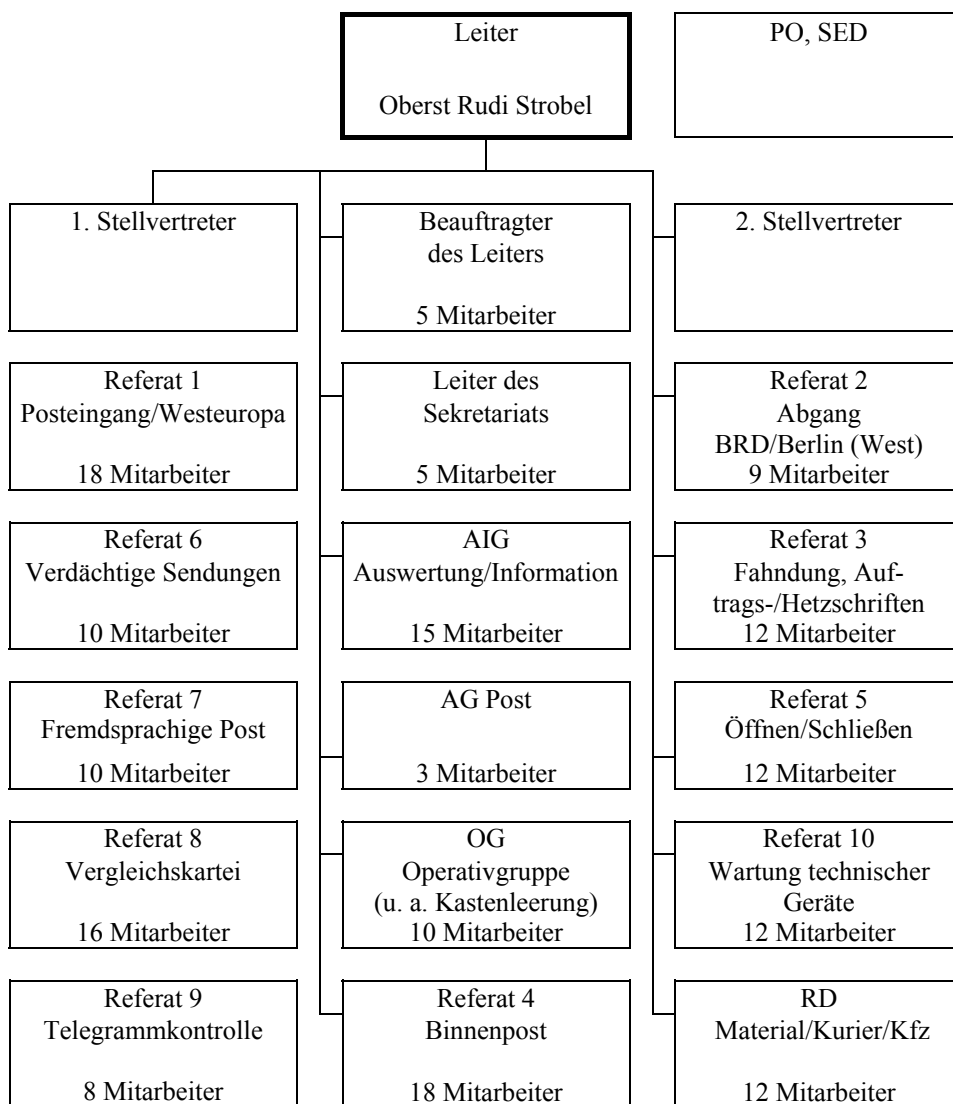 Leiter
Oberst Rudi Strobel
PO, SED
1. Stellvertreter
Beauftragter
des Leiters
5 Mitarbeiter
2. Stellvertreter
Referat 1
Posteingang/Westeuropa
18 Mitarbeiter
Leiter des
Sekretariats
5 Mitarbeiter
Referat 2
Abgang
BRD/Berlin (West)
9 Mitarbeiter
Referat 6
Verdächtige Sendungen
10 Mitarbeiter
AIG
Auswertung/Information
15 Mitarbeiter
Referat 3
Fahndung, Auf-
trags-/Hetzschriften
12 Mitarbeiter
Referat 7
Fremdsprachige Post
10 Mitarbeiter
AG Post
3 Mitarbeiter
Referat 5
Öffnen/Schließen
12 Mitarbeiter
Referat 8
Vergleichskartei
16 Mitarbeiter
OG
Operativgruppe
(u. a. Kastenleerung)
10 Mitarbeiter
Referat 10
Wartung technischer
Geräte
12 Mitarbeiter
Referat 9
Telegrammkontrolle
8 Mitarbeiter
Referat 4
Binnenpost
18 Mitarbeiter
RD
Material/Kurier/Kfz
12 Mitarbeiter